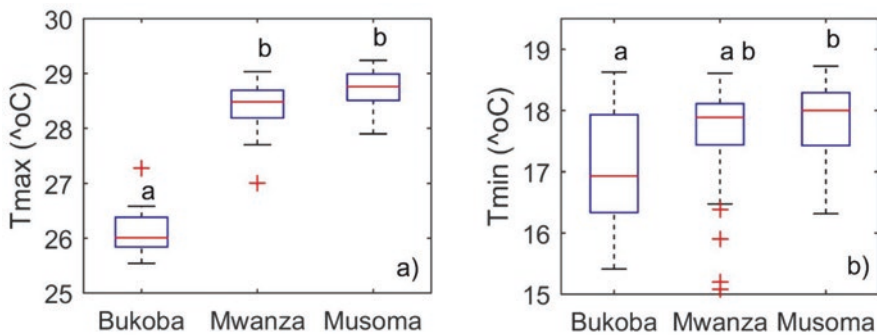 30
29
28
27
26
25
Tmax (^oC)
a
b
b
a)
Bukoba Mwanza Musoma
19
18
17
16
15
Tmin (^oC)
a
a b
b
b)
Bukoba Mwanza Musoma